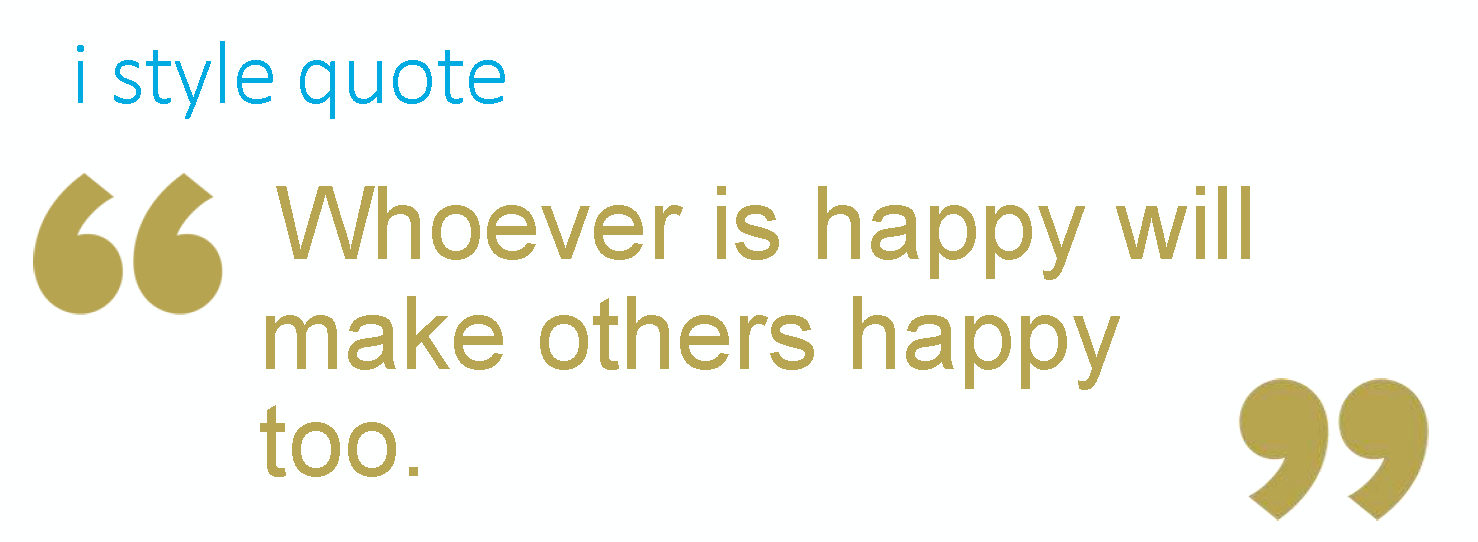 i style quote
“ Whoever is happy will
make others happy
too. ”